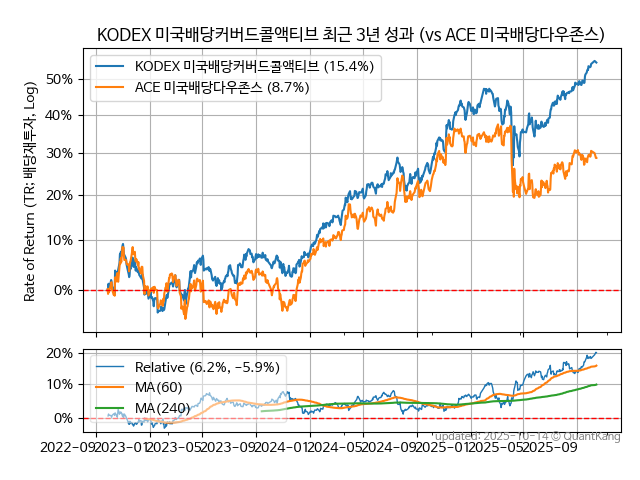 KODEX 미국배당커버드콜액티브 최근 3년 성과 (vs ACE 미국배당다우존스)
Rate of Return (TR: 배당재투자, Log)
50%
40%
30%
20%
10%
0%
KODEX 미국배당커버드콜액티브 (15.4%)
ACE 미국배당다우존스 (8.7%)
20%
10%
0%
Relative (6.2%, -5.9%)
MA(60)
MA(240)
2022-09
2023-01
2023-05
2023-09
2024-01
2024-05
2024-09
2025-01
2025-05
2025-09
updated: 2025-10-14 © QuantKang